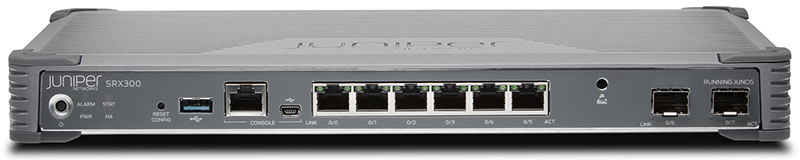 JUNIPER
JUNIPER
NETWORKS
SRX300
ALARM STAT
PWR HA
RESET
CONFIG
CONSOLE
LINK 0/0 0/1 0/2 0/3 0/4 0/5 ACT
RUNNING JUNOS
LINK 0/6 0/7 ACT